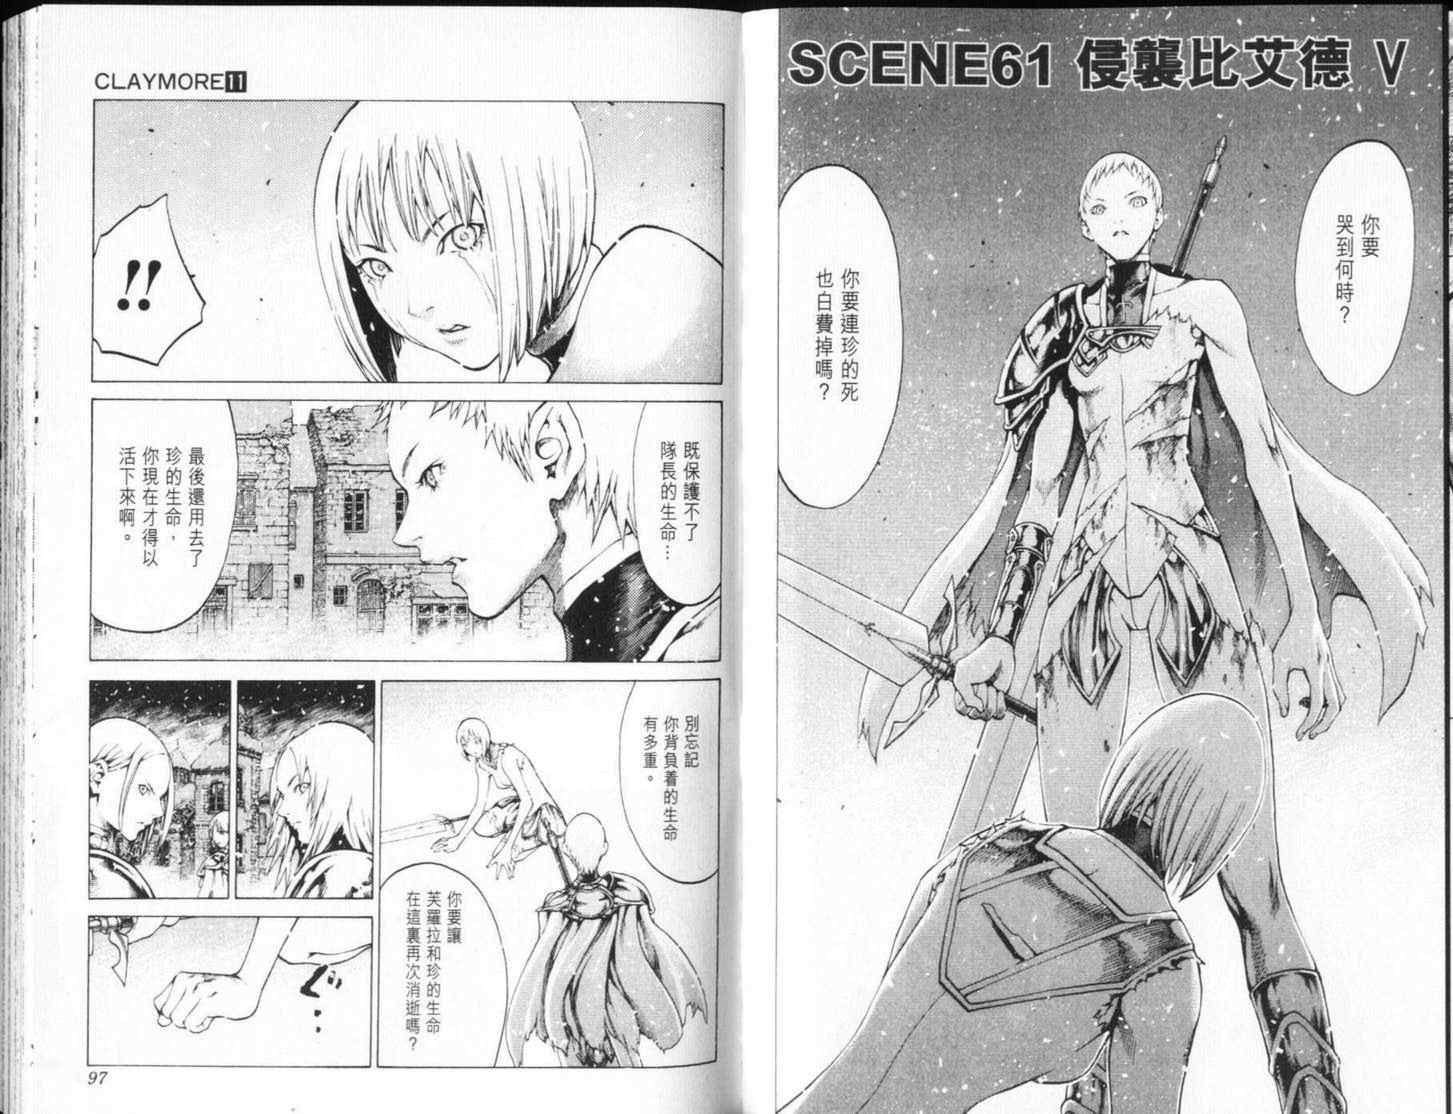 SCENE61 侵襲比艾德 V
你要
哭到何時？
你要連珍的死
也白費掉嗎？
CLAYMORE11
!!
既保護不了
隊長的生命…
最後還用去了
珍的生命，
你現在才得以
活下來啊。
別忘記
你背負着的生命
有多重。
你要讓
芙羅拉和珍的生命
在這裏再次消逝嗎？
ぐ…
97